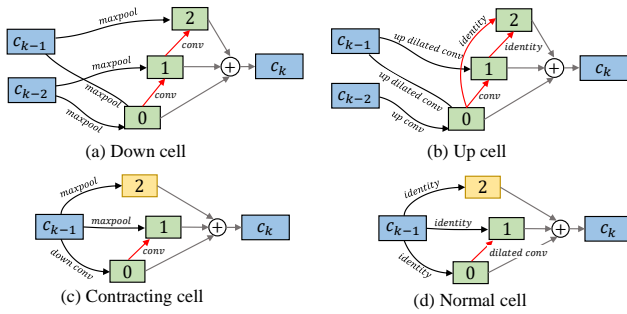 c_{k-1} maxpool 2
maxpool conv
1 + c_k
c_{k-2} maxpool conv
maxpool 0
(a) Down cell
c_{k-1} up dilated conv identity 2
identity
1 + c_k
up dilated conv conv
c_{k-2} up conv 0
(b) Up cell
maxpool 2
c_{k-1} maxpool 1 + c_k
down conv 0 conv
(c) Contracting cell
identity 2
c_{k-1} identity 1 + c_k
identity 0 dilated conv
(d) Normal cell